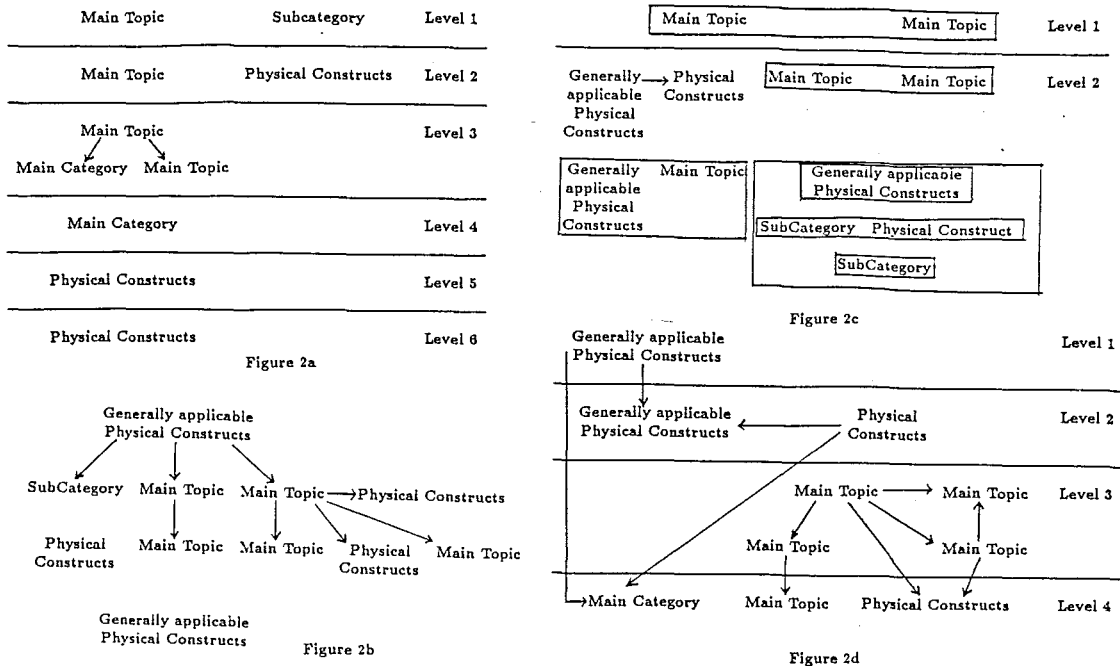 Main Topic Subcategory Level 1
Main Topic Physical Constructs Level 2
Main Topic Level 3
Main Category Main Topic
Main Category Level 4
Physical Constructs Level 5
Physical Constructs Level 6
Figure 2a
Generally applicable
Physical Constructs
SubCategory Main Topic Main Topic Physical Constructs
Physical
Constructs
Main Topic Main Topic
Physical
Constructs
Main Topic
Generally applicable
Physical Constructs
Figure 2b
Main Topic Main Topic Level 1
Generally
applicable
Physical
Constructs
Physical
Constructs
Main Topic Main Topic Level 2
Generally
applicable
Physical
Constructs
Main Topic
Generally applicable
Physical Constructs
SubCategory Physical Construct
SubCategory
Figure 2c
Generally applicable
Physical Constructs
Level 1
Generally applicable
Physical Constructs
Physical
Constructs
Level 2
Main Topic Main Topic Level 3
Main Topic Main Topic
Main Category Main Topic Physical Constructs Level 4
Figure 2d